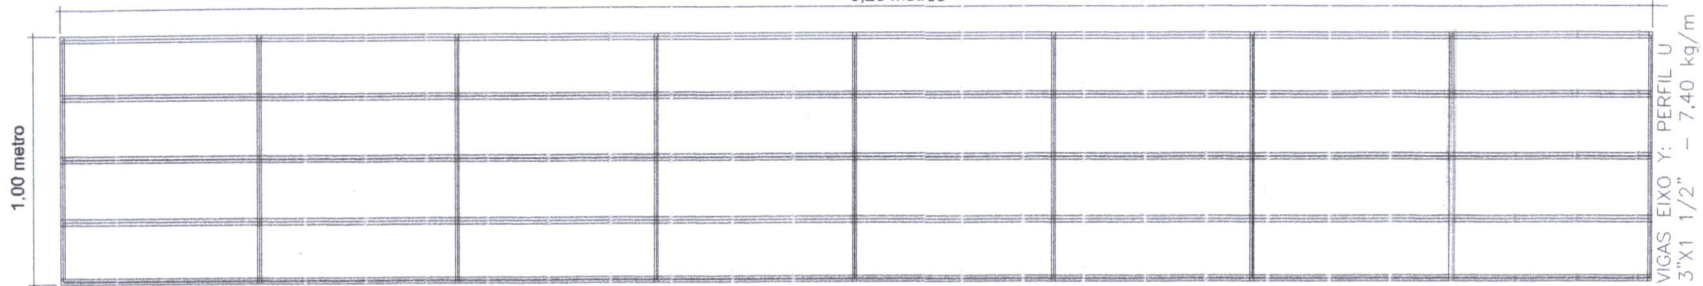 1,00 metro
VIGAS EIXO Y: PERFIL U
3"X1 1/2" - 7,40 kg/m